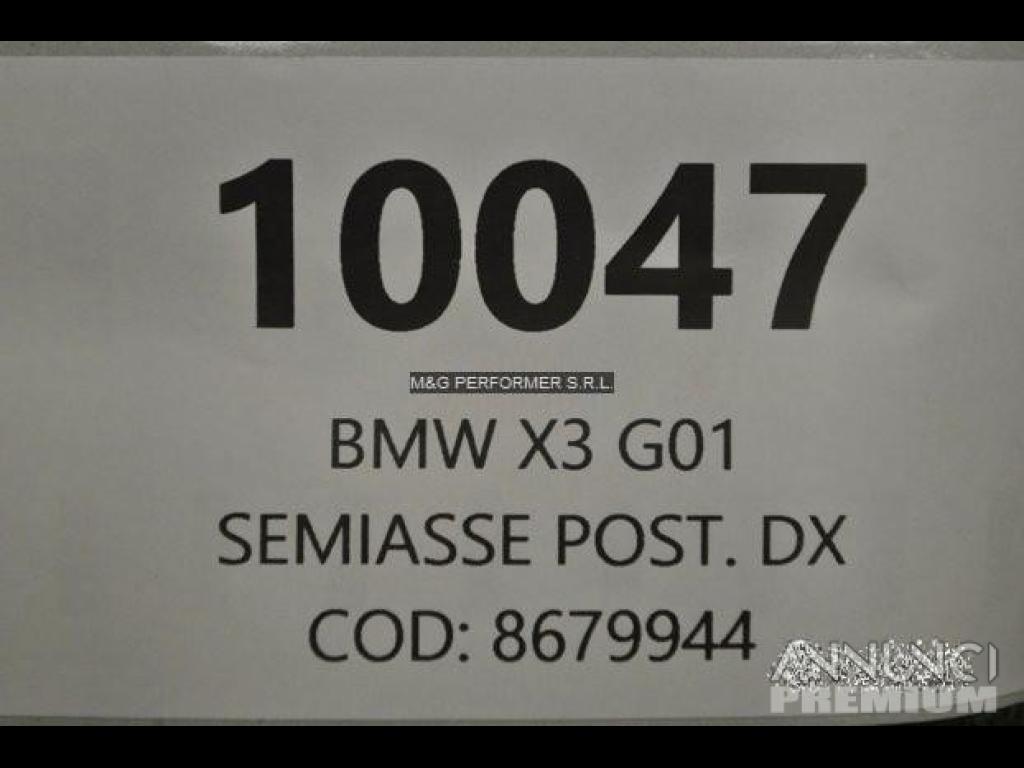 10047
M&G PERFORMER S.R.L.
BMW X3 G01
SEMIASSE POST. DX
COD: 8679944
ANNUNCI
PREMIUM